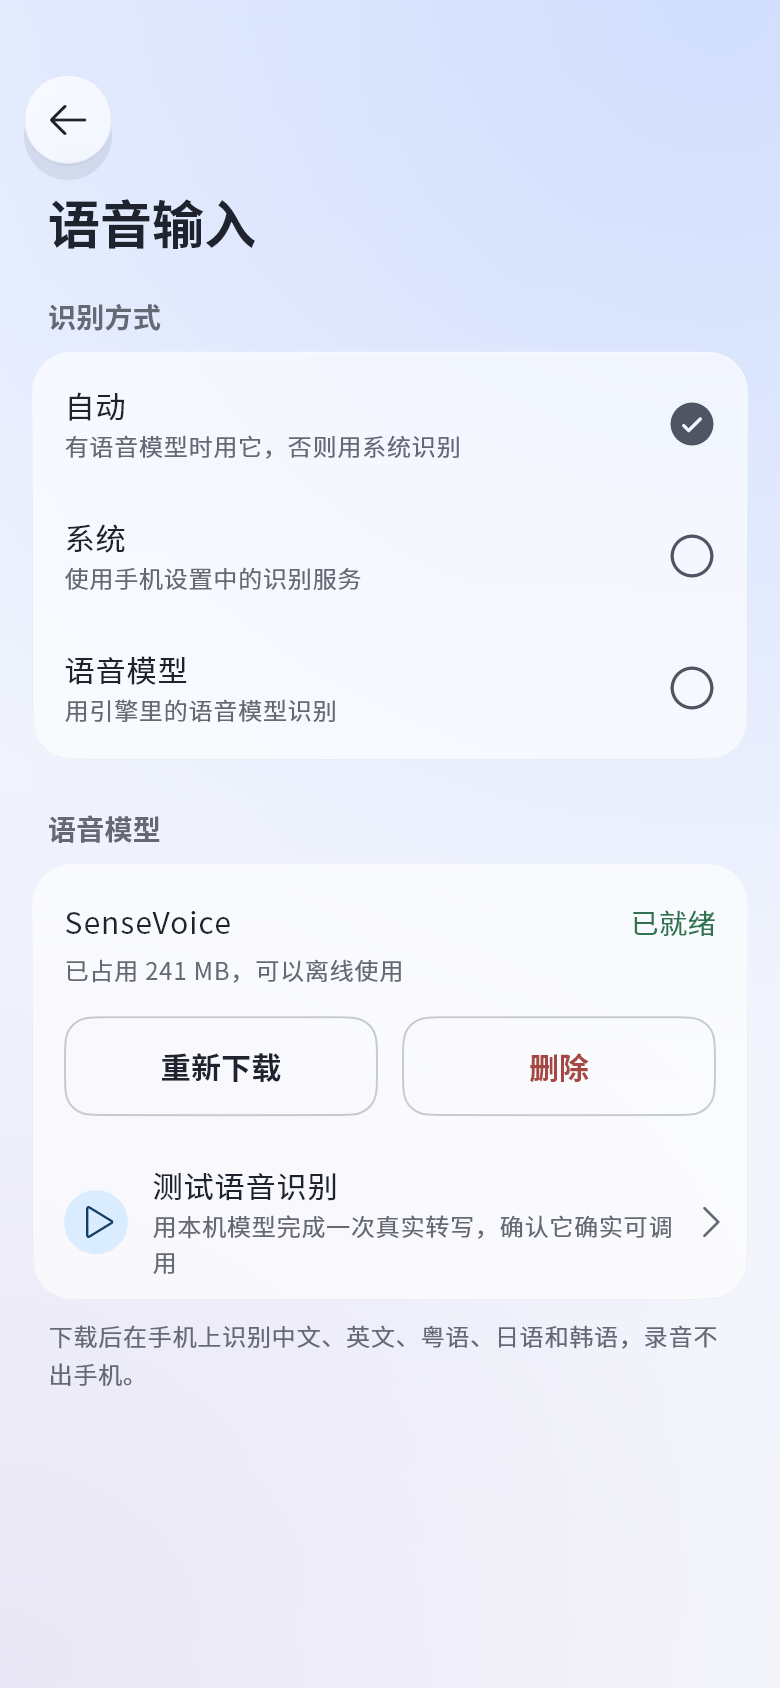 语音输入
识别方式
自动
有语音模型时用它，否则用系统识别
系统
使用手机设置中的识别服务
语音模型
用引擎里的语音模型识别
语音模型
SenseVoice
已就绪
已占用 241 MB，可以离线使用
重新下载
删除
测试语音识别
用本机模型完成一次真实转写，确认它确实可调
用
下载后在手机上识别中文、英文、粤语、日语和韩语，录音不
出手机。